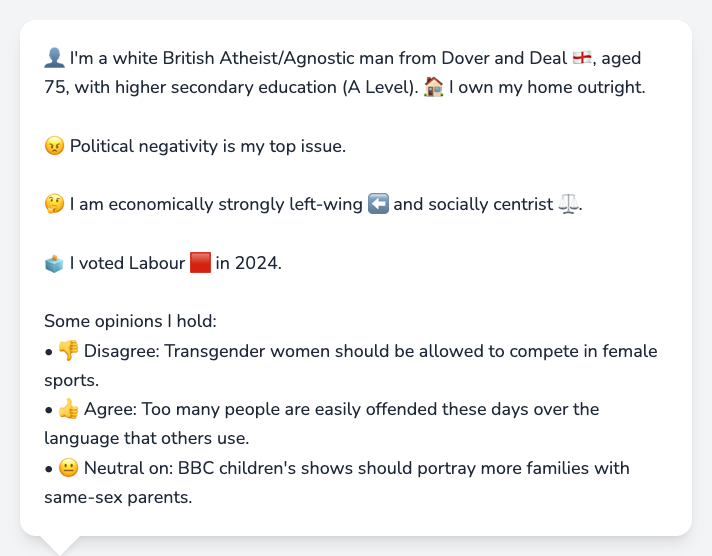 👤 I'm a white British Atheist/Agnostic man from Dover and Deal 🏴󠁧󠁢󠁥󠁮󠁧󠁿, aged
75, with higher secondary education (A Level). 🏠 I own my home outright.
😠 Political negativity is my top issue.
🤔 I am economically strongly left-wing ⬅️ and socially centrist ⚖️.
🗳️ I voted Labour 🟥 in 2024.
Some opinions I hold:
• 👎 Disagree: Transgender women should be allowed to compete in female
sports.
• 👍 Agree: Too many people are easily offended these days over the
language that others use.
• 😐 Neutral on: BBC children's shows should portray more families with
same-sex parents.